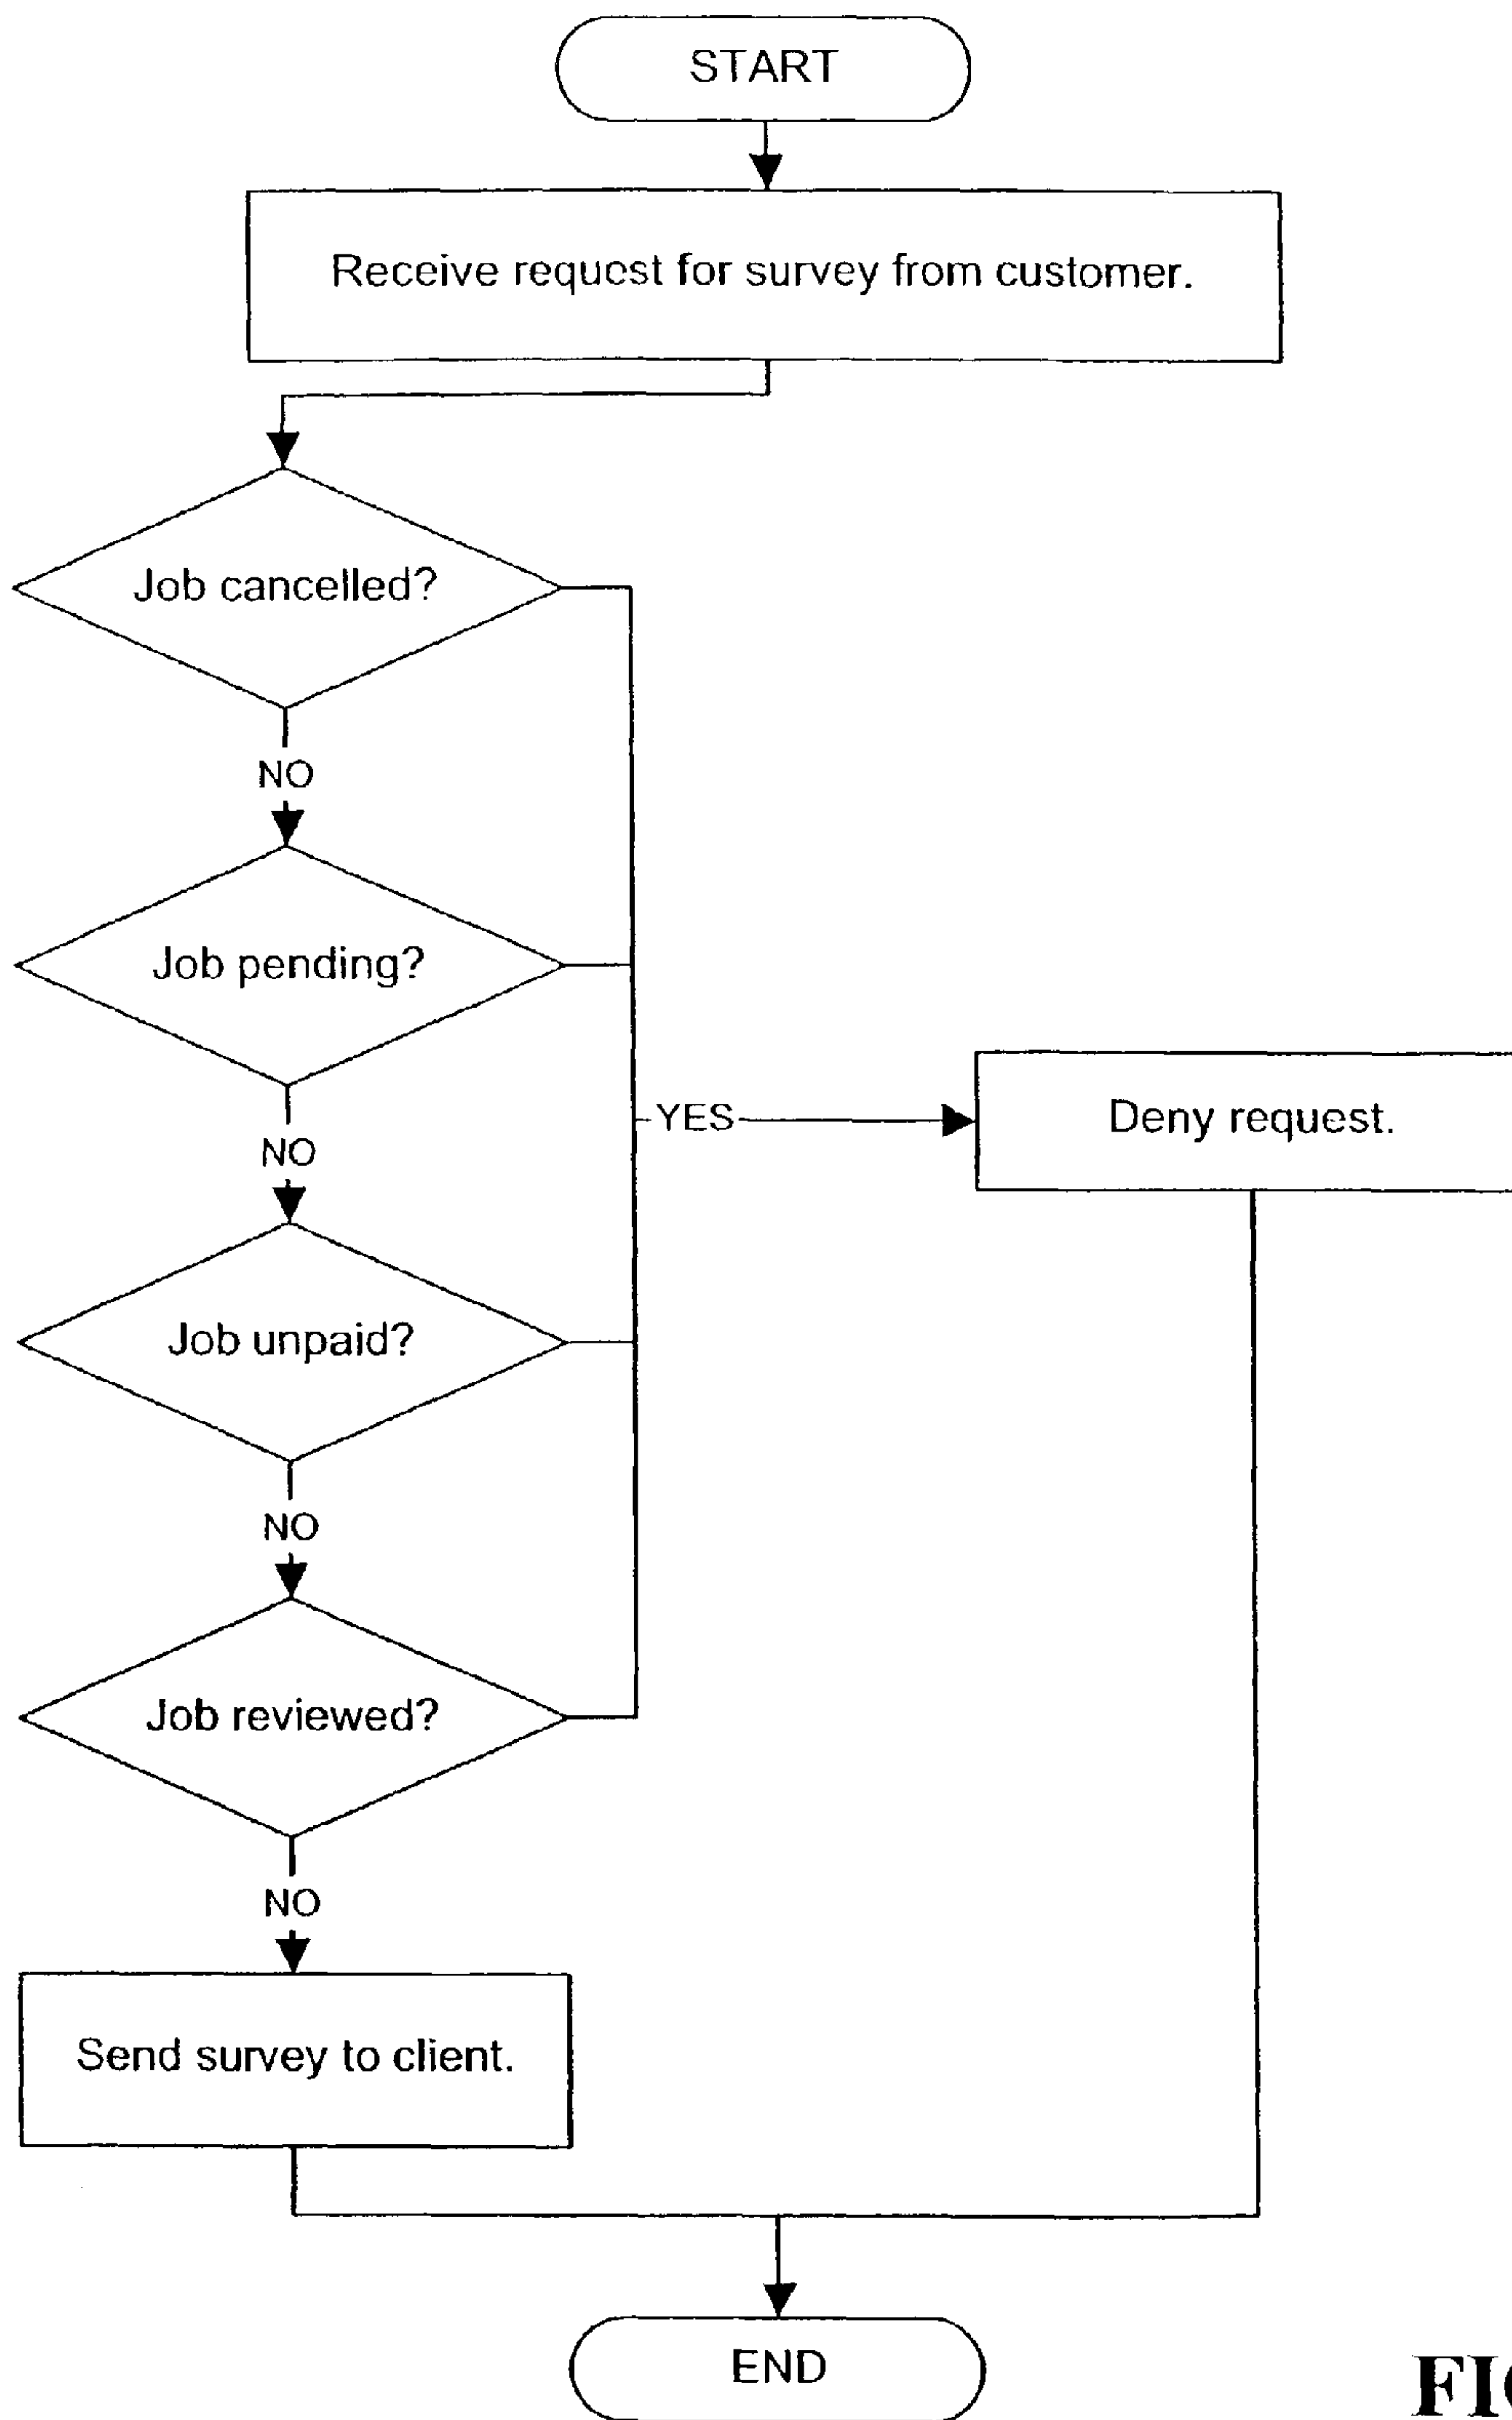 START
Receive request for survey from customer.
Job cancelled?
NO
Job pending?
NO
YES
Deny request.
Job unpaid?
NO
Job reviewed?
NO
Send survey to client.
END